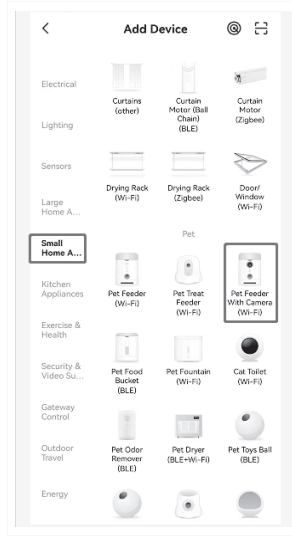 Add Device
Electrical
Lighting
Sensors
Large
Home A...
Small
Home A...
Kitchen
Appliances
Exercise &
Health
Security &
Video Su...
Gateway
Control
Outdoor
Travel
Energy
Curtains
(other)
Curtain
Motor (Ball
Chain)
(BLE)
Curtain
Motor
(Zigbee)
Drying Rack
(Wi-Fi)
Drying Rack
(Zigbee)
Door/
Window
(Wi-Fi)
Pet
Pet Feeder
(Wi-Fi)
Pet Treat
Feeder
(Wi-Fi)
Pet Feeder
With Camera
(Wi-Fi)
Pet Food
Bucket
(BLE)
Pet Fountain
(Wi-Fi)
Cat Toilet
(Wi-Fi)
Pet Odor
Remover
(BLE)
Pet Dryer
(BLE+Wi-Fi)
Pet Toys Ball
(BLE)